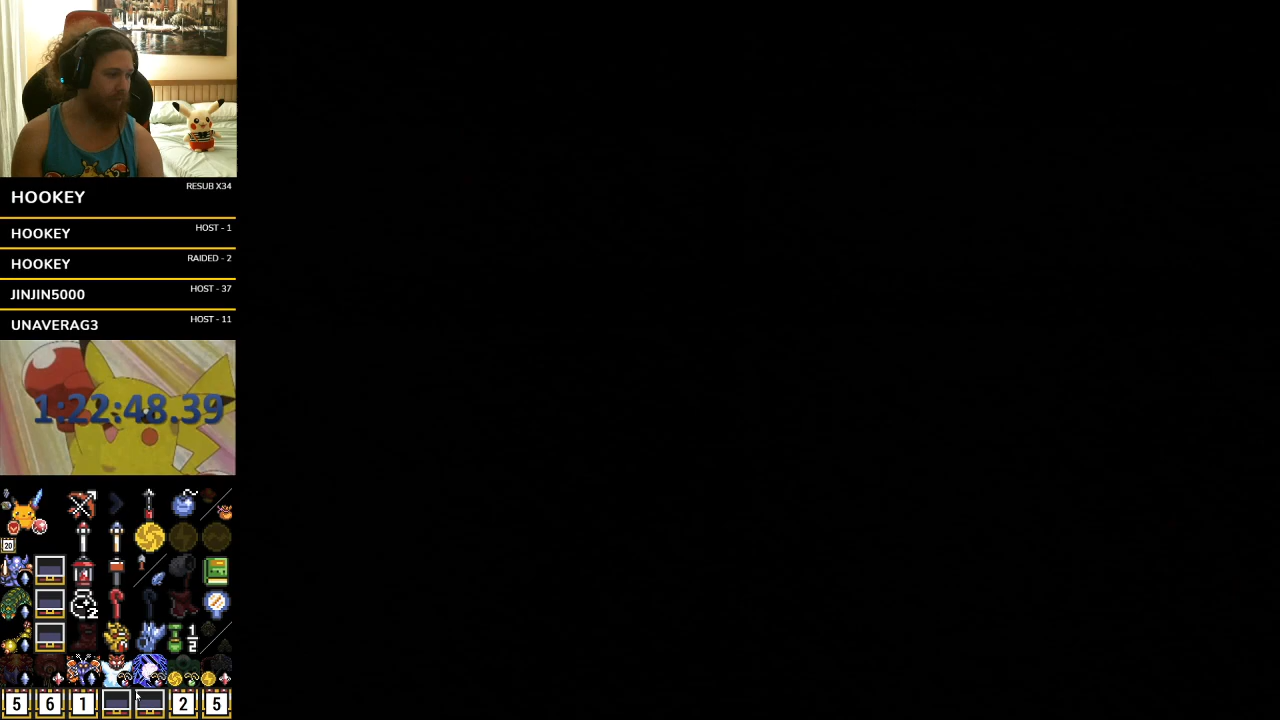 HOOKEY RESUB X34
HOOKEY HOST - 1
HOOKEY RAIDED - 2
JINJIN5000 HOST - 37
UNAVERAG3 HOST - 11
1:22:48.39
20
2
1/2
5 6 1 2 5